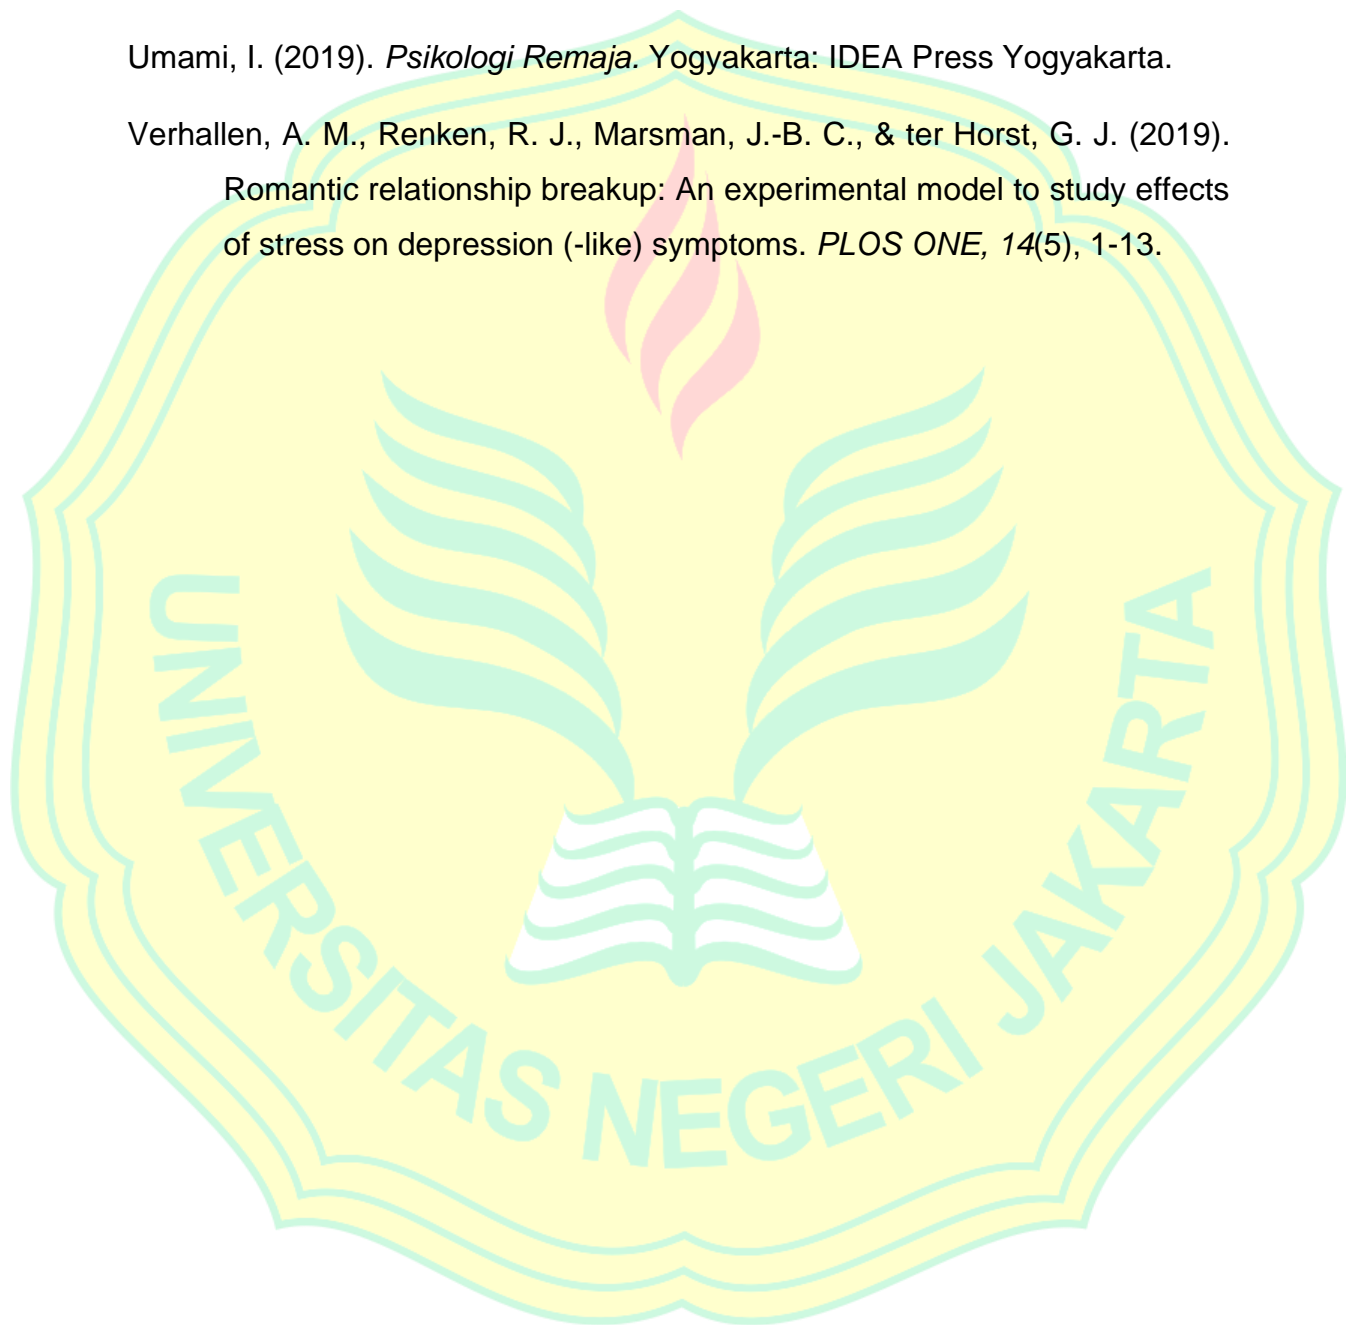 Umami, I. (2019). Psikologi Remaja. Yogyakarta: IDEA Press Yogyakarta.
Verhallen, A. M., Renken, R. J., Marsman, J.-B. C., & ter Horst, G. J. (2019).
Romantic relationship breakup: An experimental model to study effects
of stress on depression (-like) symptoms. PLOS ONE, 14(5), 1-13.
UNIVERSITAS NEGERI JAKARTA